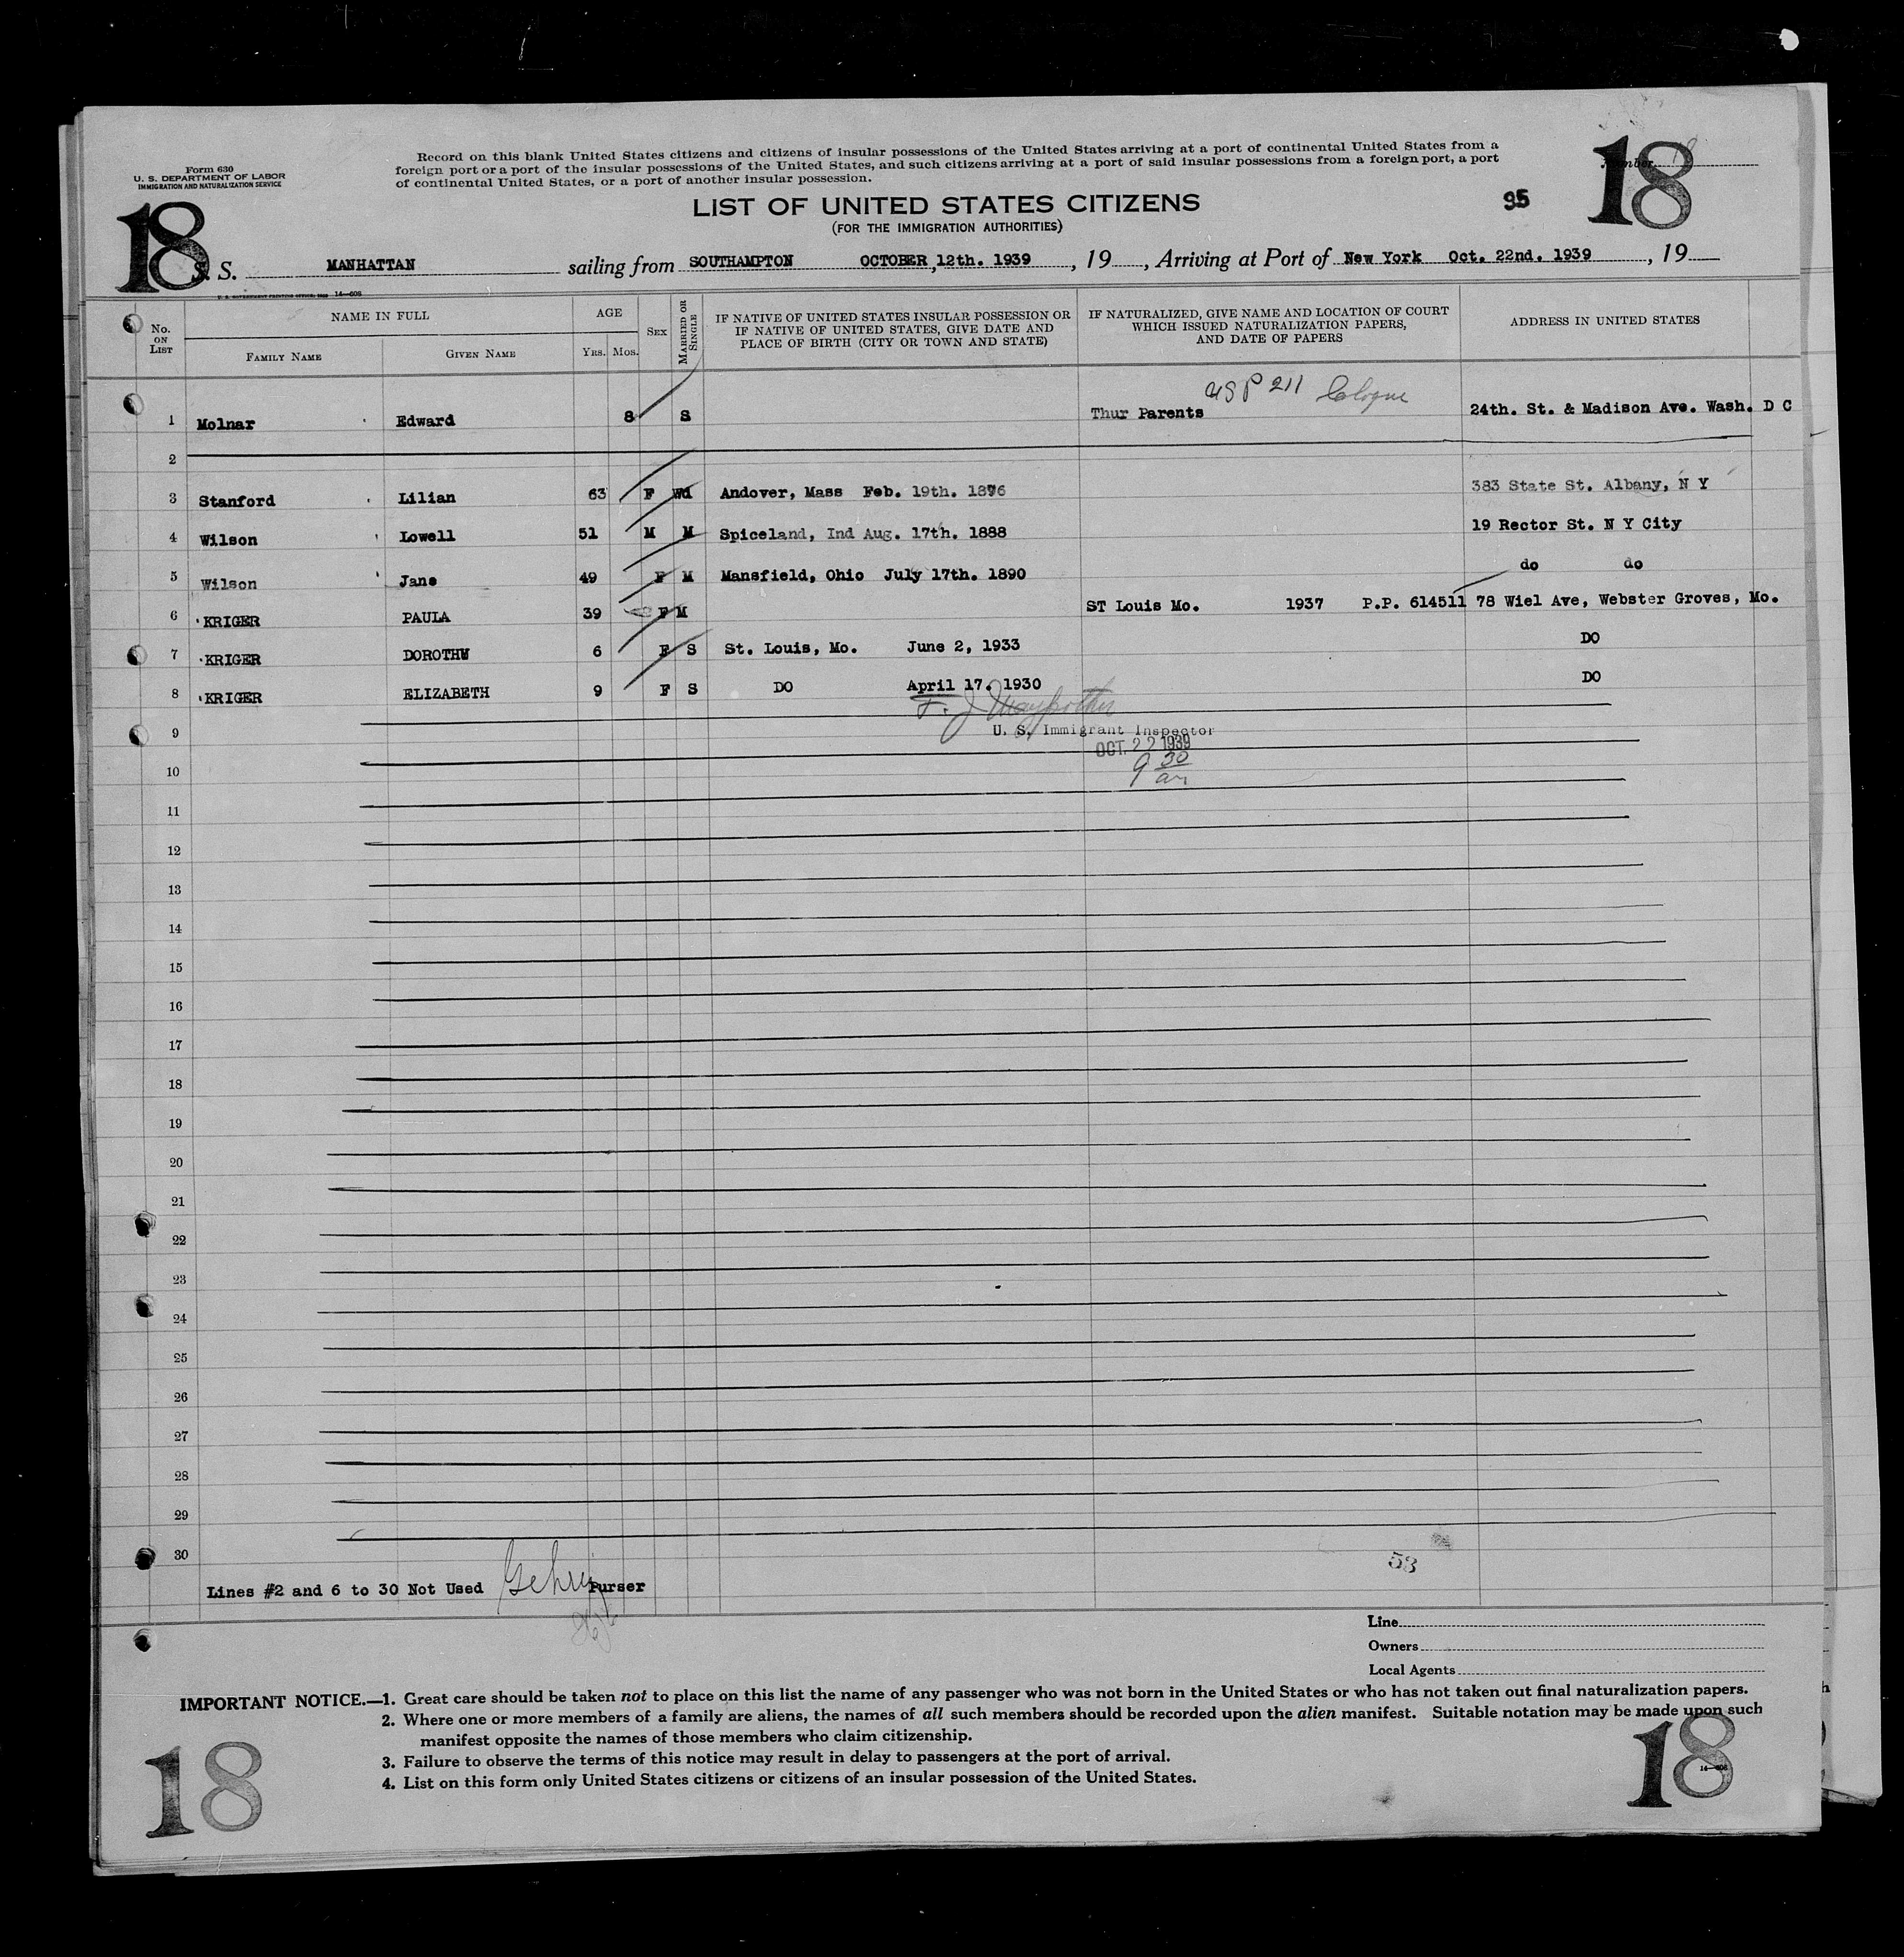 Form 630
U. S. DEPARTMENT OF LABOR
IMMIGRATION AND NATURALIZATION SERVICE
Record on this blank United States citizens and citizens of insular possessions of the United States arriving at a port of continental United States from a
foreign port or a port of the insular possessions of the United States, and such citizens arriving at a port of said insular possessions from a foreign port, a port
of continental United States, or a port of another insular possession.
Number 18
18
18
95
LIST OF UNITED STATES CITIZENS
(FOR THE IMMIGRATION AUTHORITIES)
S. S. MANHATTAN sailing from SOUTHAMPTON OCTOBER, 12th. 1939, 19, Arriving at Port of New York Oct. 22nd. 1939, 19
U. S. GOVERNMENT PRINTING OFFICE 14—608
No. ON LIST
NAME IN FULL
FAMILY NAME GIVEN NAME
AGE
YRS. MOS.
SEX
MARRIED OR SINGLE
IF NATIVE OF UNITED STATES INSULAR POSSESSION OR
IF NATIVE OF UNITED STATES, GIVE DATE AND
PLACE OF BIRTH (CITY OR TOWN AND STATE)
IF NATURALIZED, GIVE NAME AND LOCATION OF COURT
WHICH ISSUED NATURALIZATION PAPERS,
AND DATE OF PAPERS
ADDRESS IN UNITED STATES
USP 211 Cologne
1 Molnar Edward 8 S Thur Parents 24th. St. & Madison Ave. Wash. D C
2
3 Stanford Lilian 63 F Wd Andover, Mass Feb. 19th. 1876 383 State St. Albany, N Y
4 Wilson Lowell 51 M M Spiceland, Ind Aug. 17th. 1888 19 Rector St. N Y City
5 Wilson Jane 49 F M Mansfield, Ohio July 17th. 1890 do do
6 KRIGER PAULA 39 F M ST Louis Mo. 1937 P.P. 614511 78 Wiel Ave, Webster Groves, Mo.
7 KRIGER DOROTHW 6 F S St. Louis, Mo. June 2, 1933 DO
8 KRIGER ELIZABETH 9 F S DO April 17. 1930 DO
9
U. S. Immigrant Inspector
OCT 22 1939
10
9 30 am
11
12
13
14
15
16
17
18
19
20
21
22
23
24
25
26
27
28
29
30
53
Lines #2 and 6 to 30 Not Used Purser
Line
Owners
Local Agents
IMPORTANT NOTICE.—1. Great care should be taken not to place on this list the name of any passenger who was not born in the United States or who has not taken out final naturalization papers.
2. Where one or more members of a family are aliens, the names of all such members should be recorded upon the alien manifest. Suitable notation may be made upon such
manifest opposite the names of those members who claim citizenship.
3. Failure to observe the terms of this notice may result in delay to passengers at the port of arrival.
4. List on this form only United States citizens or citizens of an insular possession of the United States.
18
18
14—608